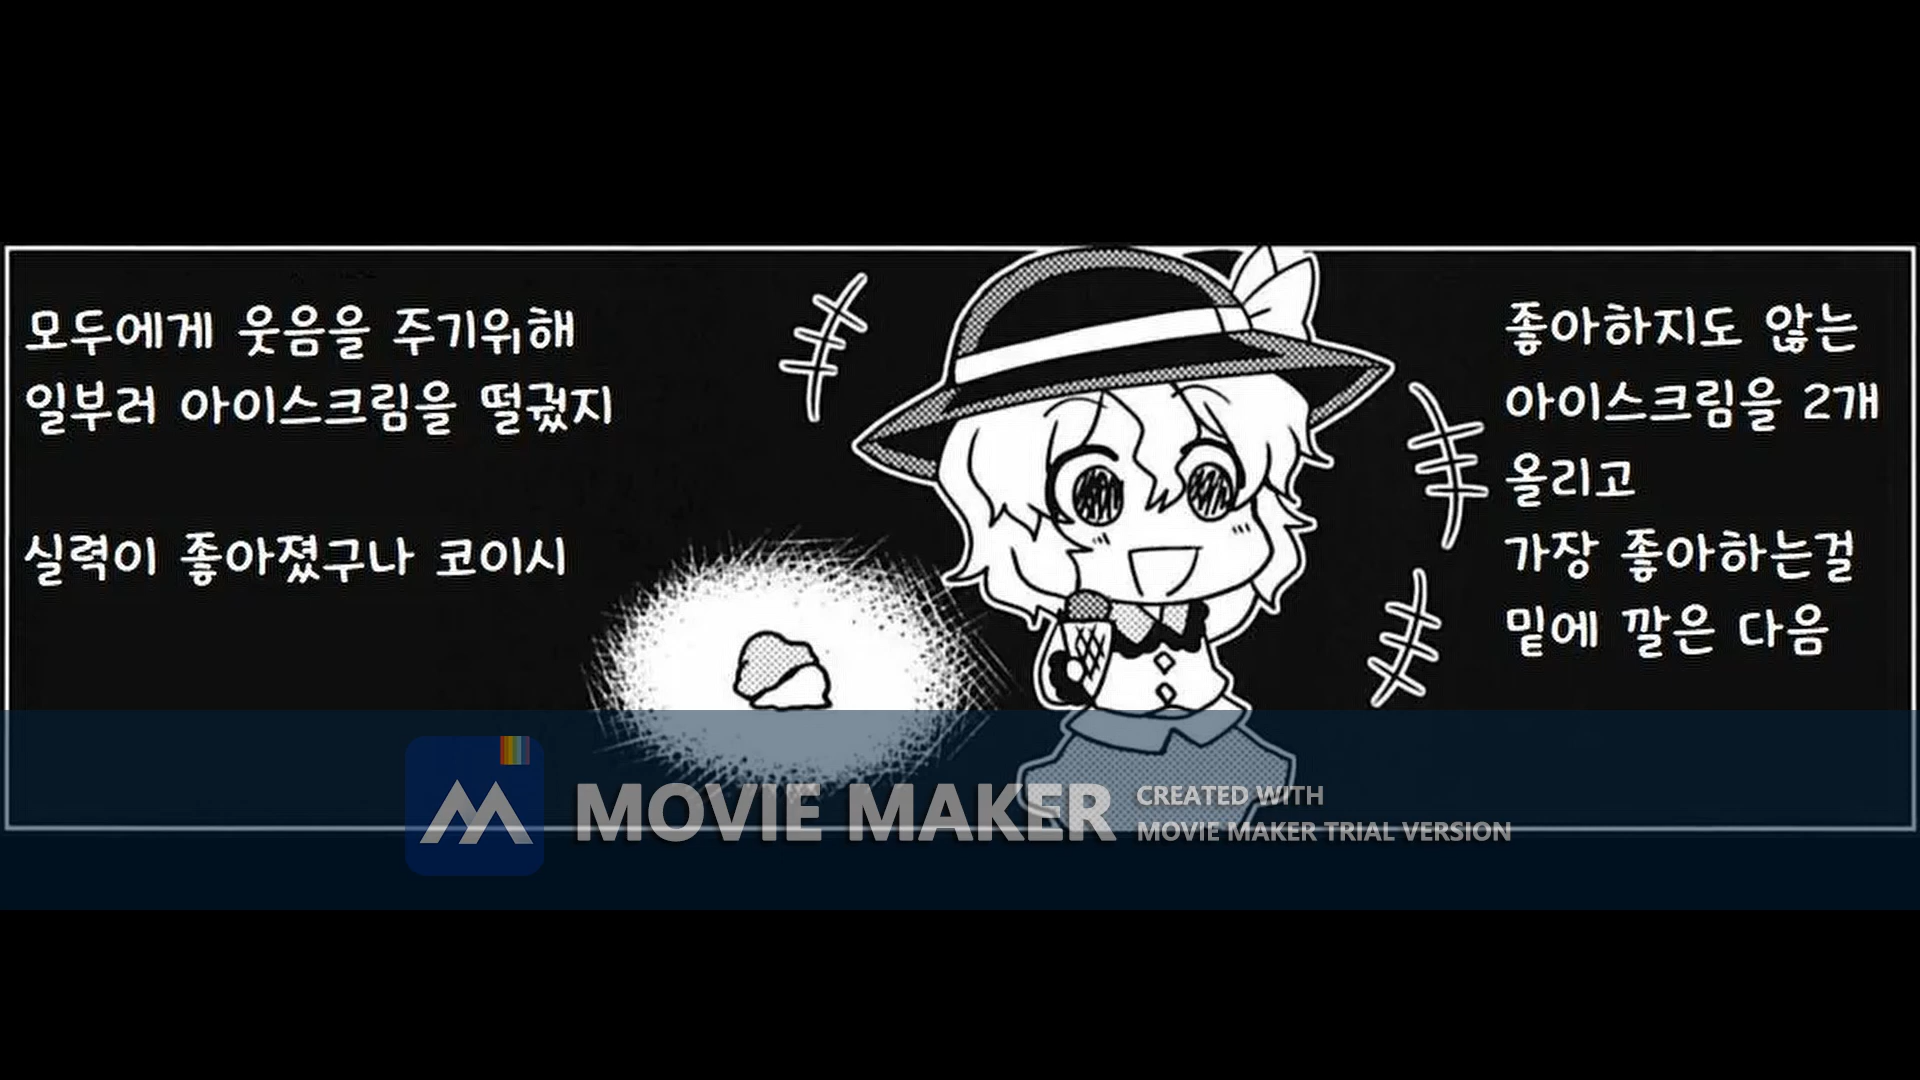 좋아하지도 않는
아이스크림을 2개
올리고
가장 좋아하는걸
밑에 깔은 다음
모두에게 웃음을 주기위해
일부러 아이스크림을 떨궜지
실력이 좋아졌구나 코이시
MOVIE MAKER
CREATED WITH
MOVIE MAKER TRIAL VERSION